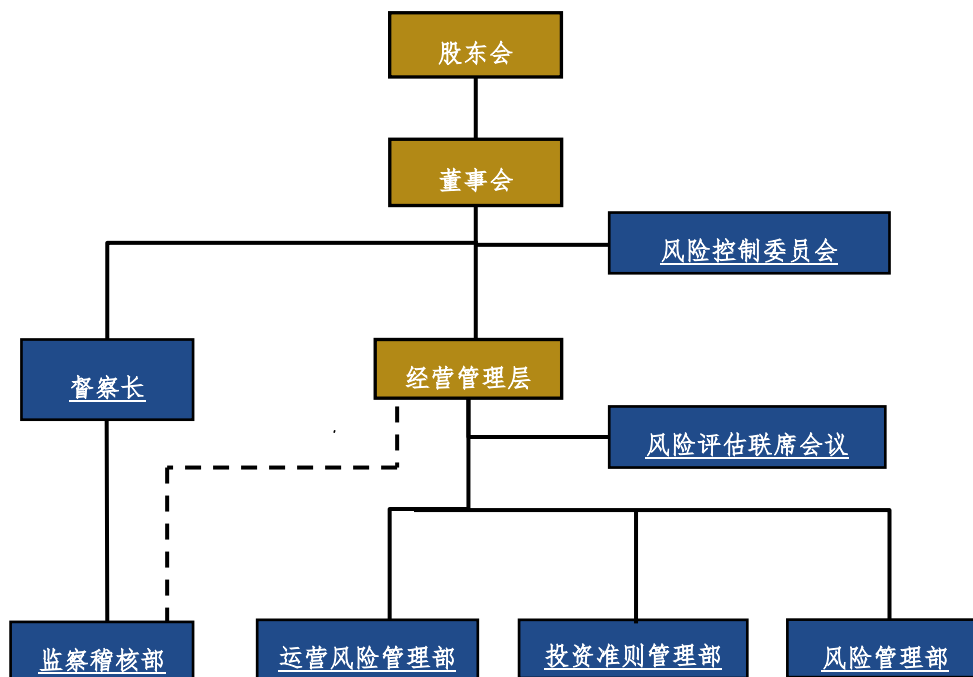 股东会
董事会
风险控制委员会
督察长
经营管理层
风险评估联席会议
监察稽核部
运营风险管理部
投资准则管理部
风险管理部